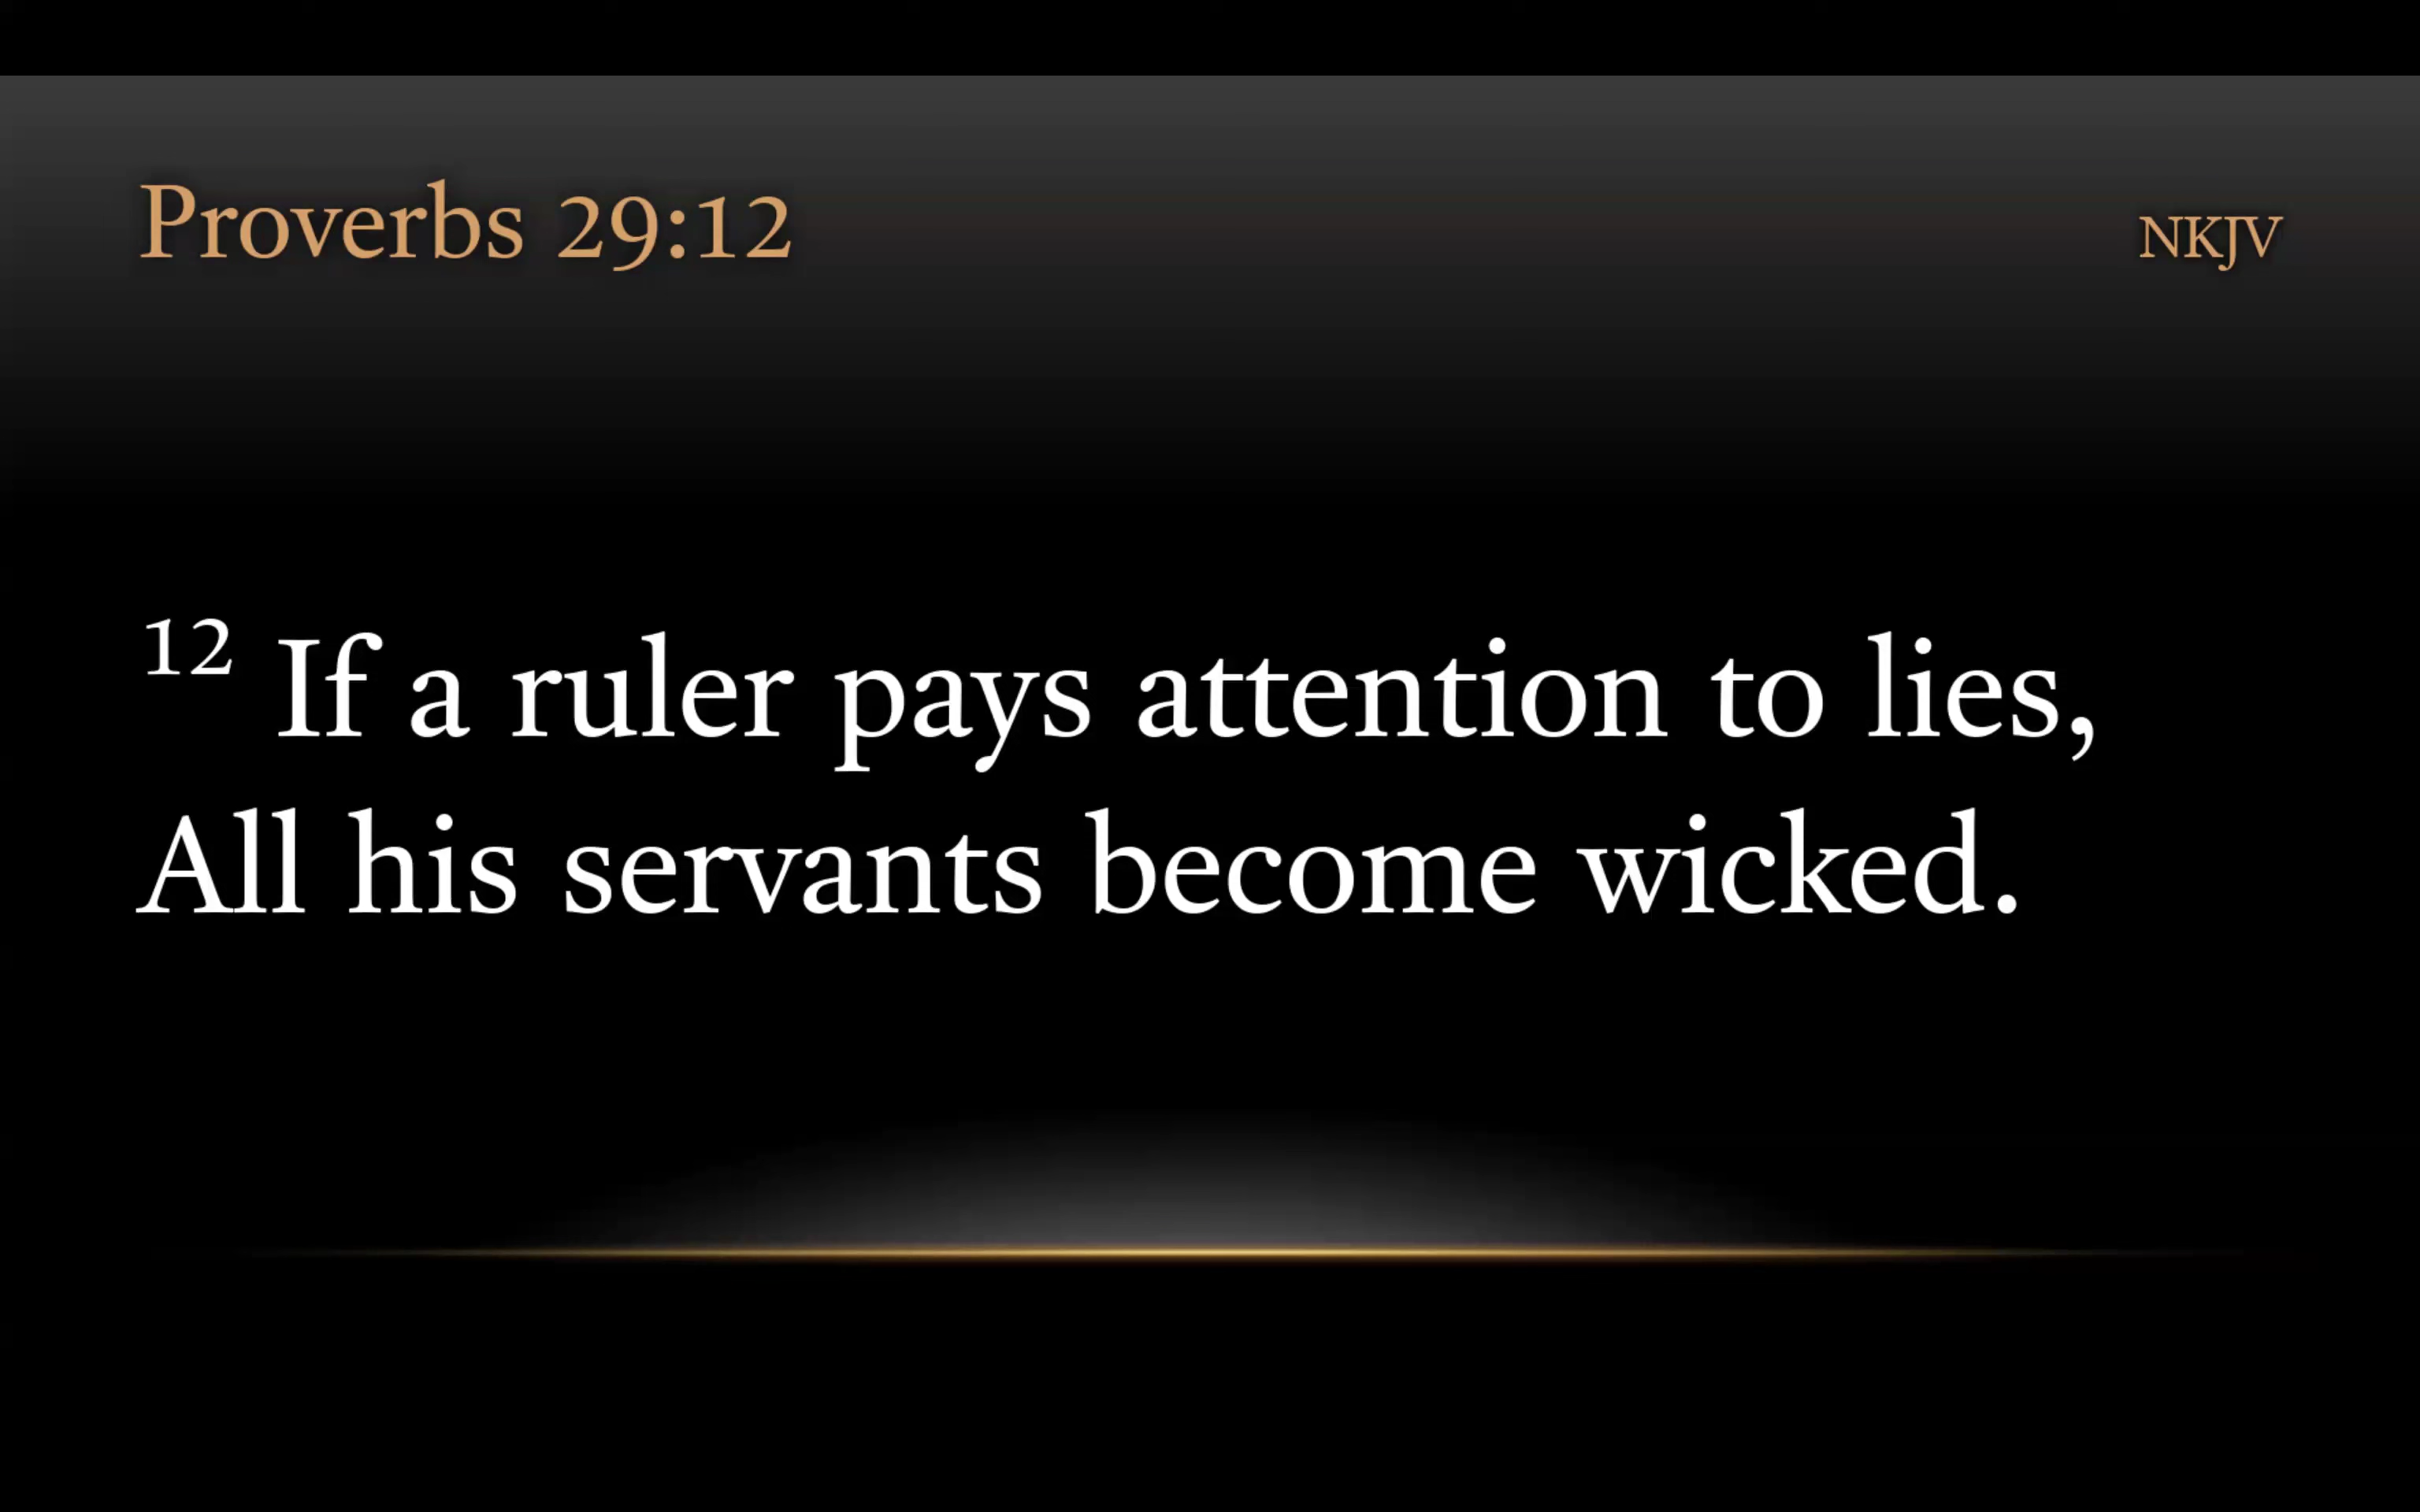 Proverbs 29:12
NKJV
12 If a ruler pays attention to lies,
All his servants become wicked.